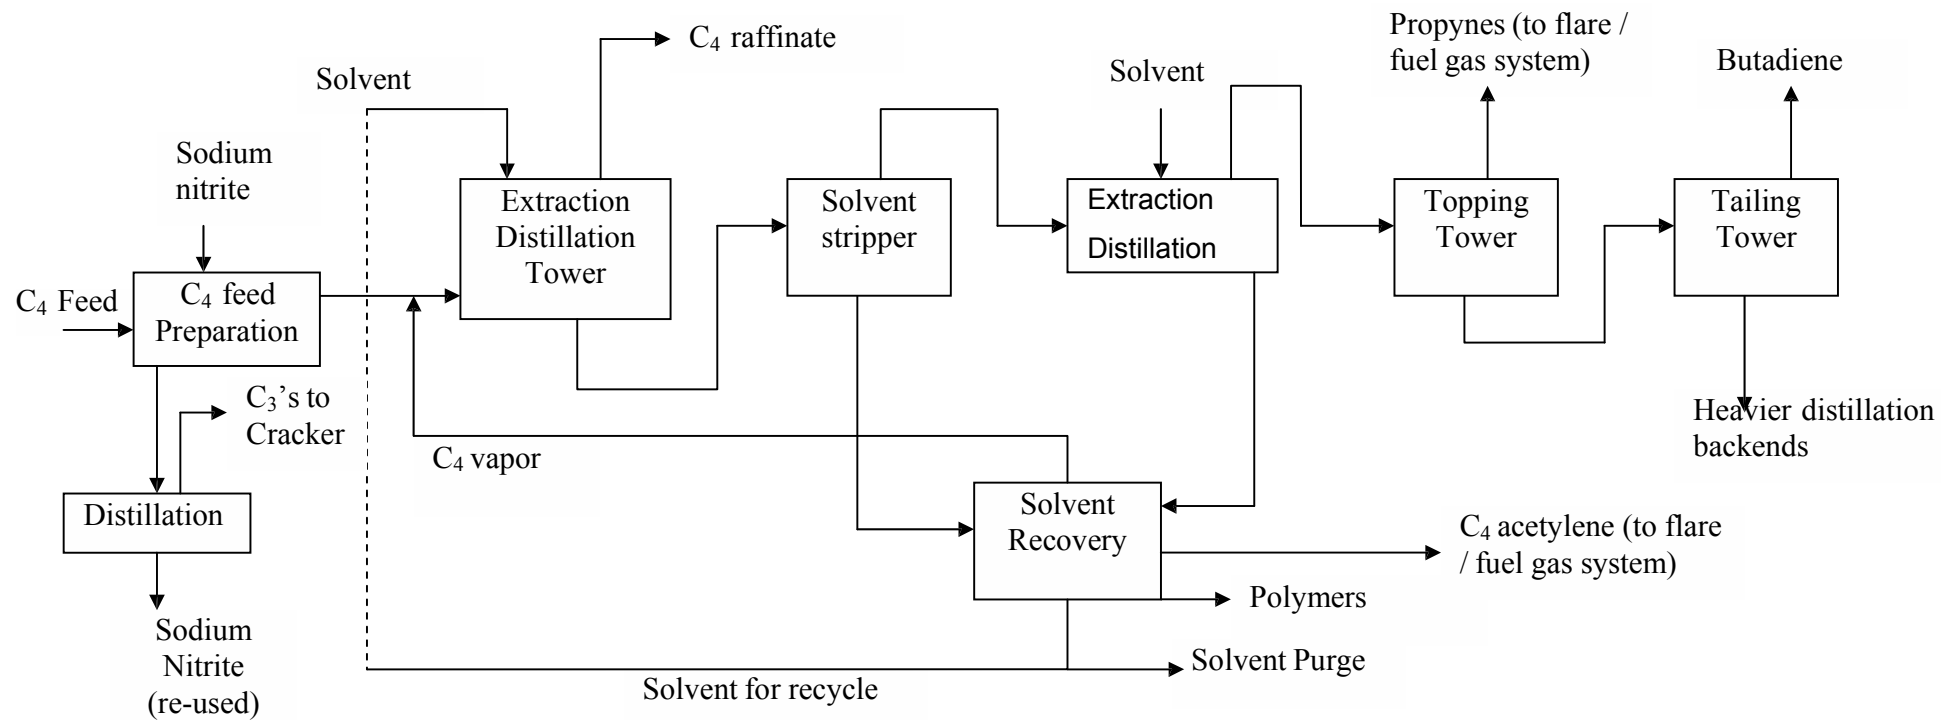 C₄ raffinate
Propynes (to flare /
fuel gas system)
Butadiene
Solvent
Solvent
Sodium
nitrite
Extraction
Distillation
Tower
Solvent
stripper
Extraction
Distillation
Topping
Tower
Tailing
Tower
C₄ Feed
C₄ feed
Preparation
C₃’s to
Cracker
C₄ vapor
Heavier distillation
backends
Distillation
Solvent
Recovery
C₄ acetylene (to flare
/ fuel gas system)
Polymers
Sodium
Nitrite
(re-used)
Solvent Purge
Solvent for recycle